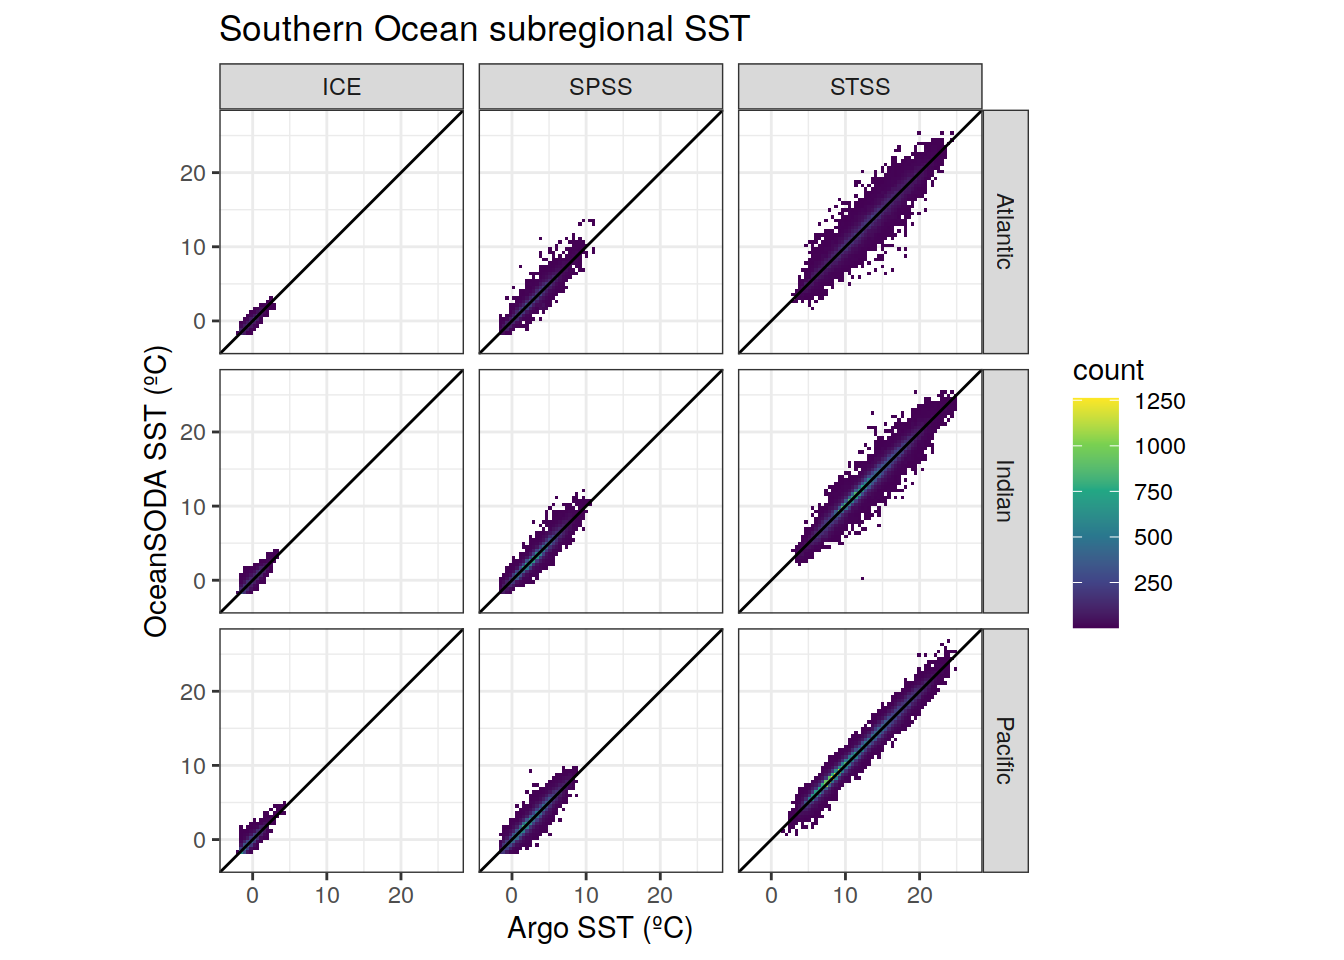 Southern Ocean subregional SST
ICE
SPSS
STSS
20
10
0
Atlantic
20
10
0
Indian
20
10
0
Pacific
0 10 20
0 10 20
0 10 20
Argo SST (ºC)
OceanSODA SST (ºC)
count
1250
1000
750
500
250